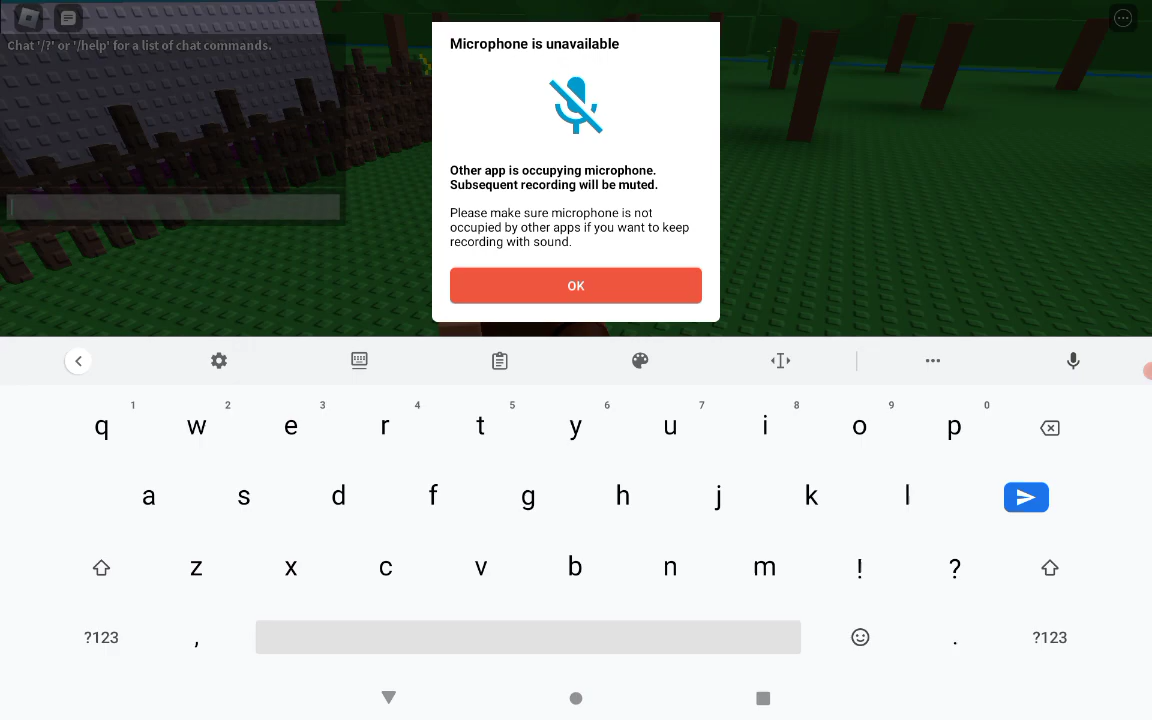 Chat '/?' or '/help' for a list of chat commands.
Microphone is unavailable
Other app is occupying microphone.
Subsequent recording will be muted.
Please make sure microphone is not
occupied by other apps if you want to keep
recording with sound.
OK
1 2 3 4 5 6 7 8 9 0
q w e r t y u i o p
a s d f g h j k l
z x c v b n m ! ?
?123 , . ?123